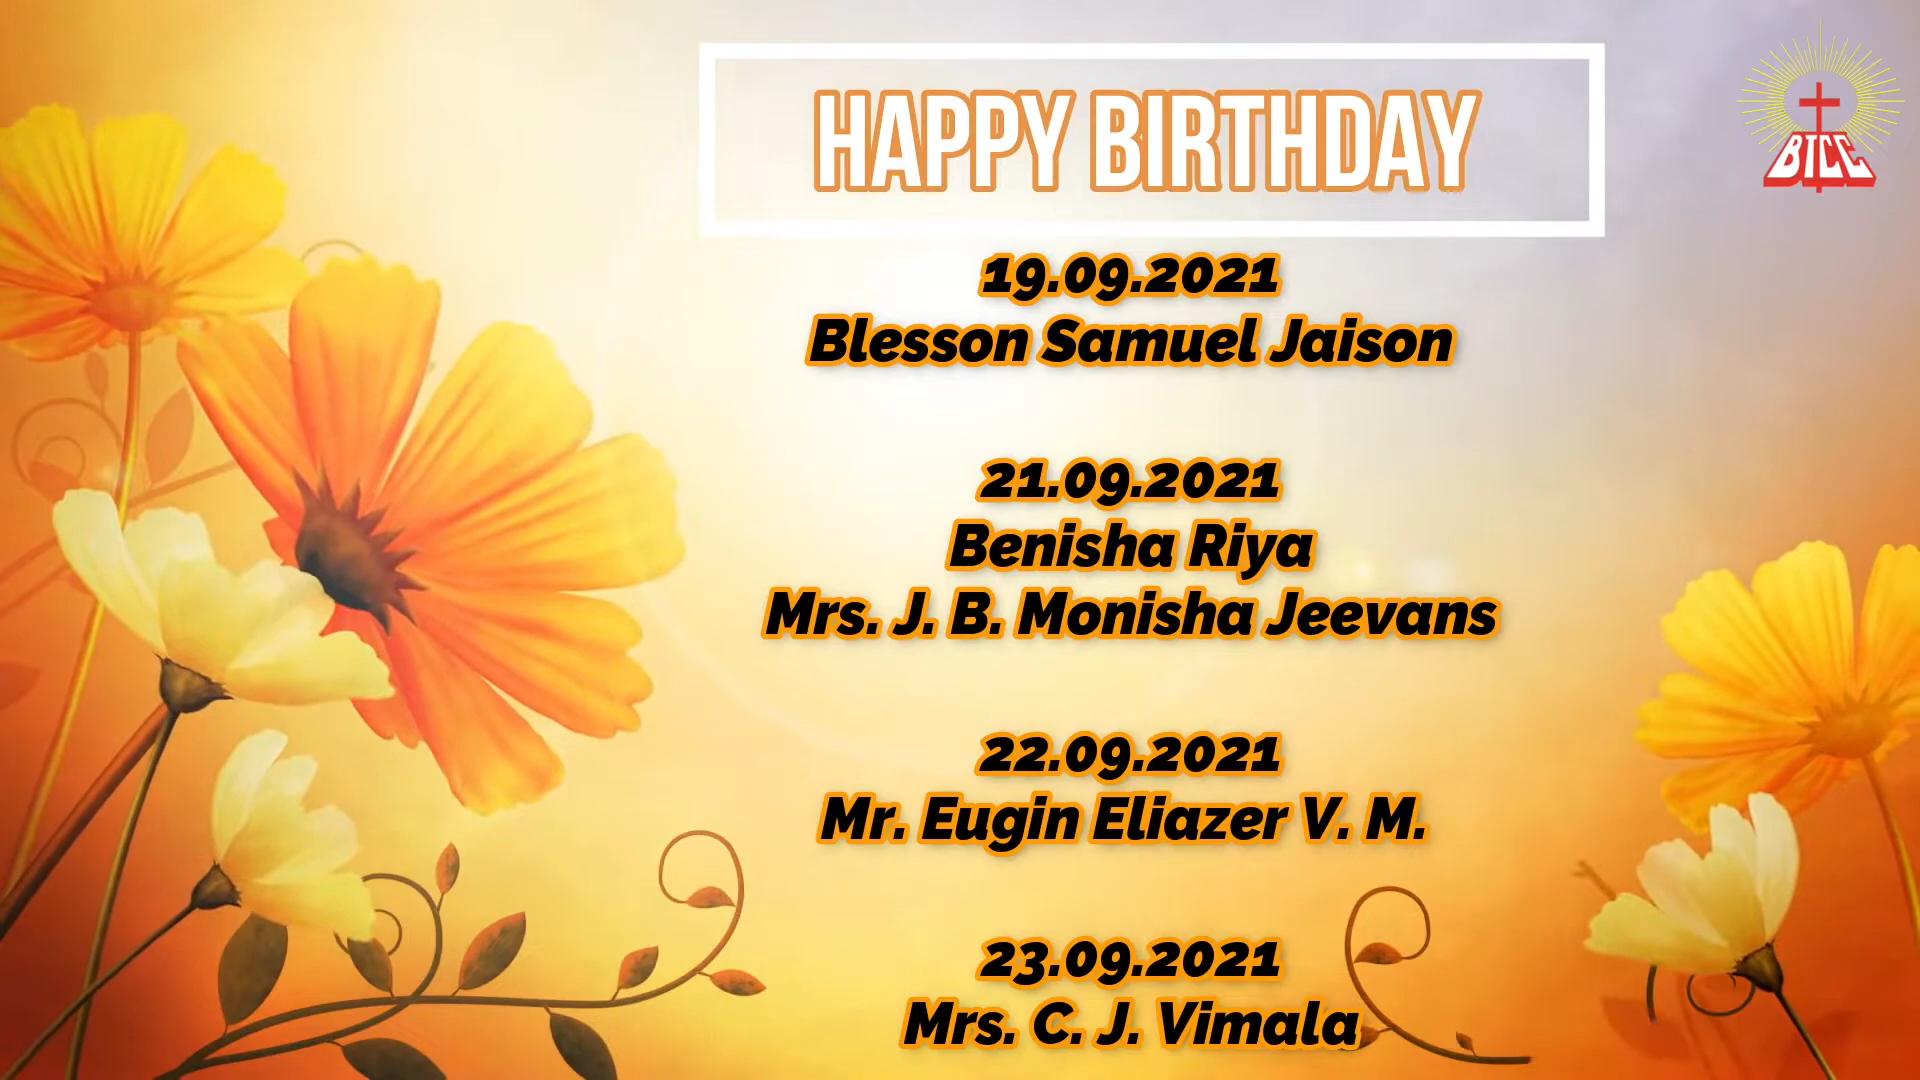 HAPPY BIRTHDAY
BICC
19.09.2021
Blesson Samuel Jaison
21.09.2021
Benisha Riya
Mrs. J. B. Monisha Jeevans
22.09.2021
Mr. Eugin Eliazer V. M.
23.09.2021
Mrs. C. J. Vimala